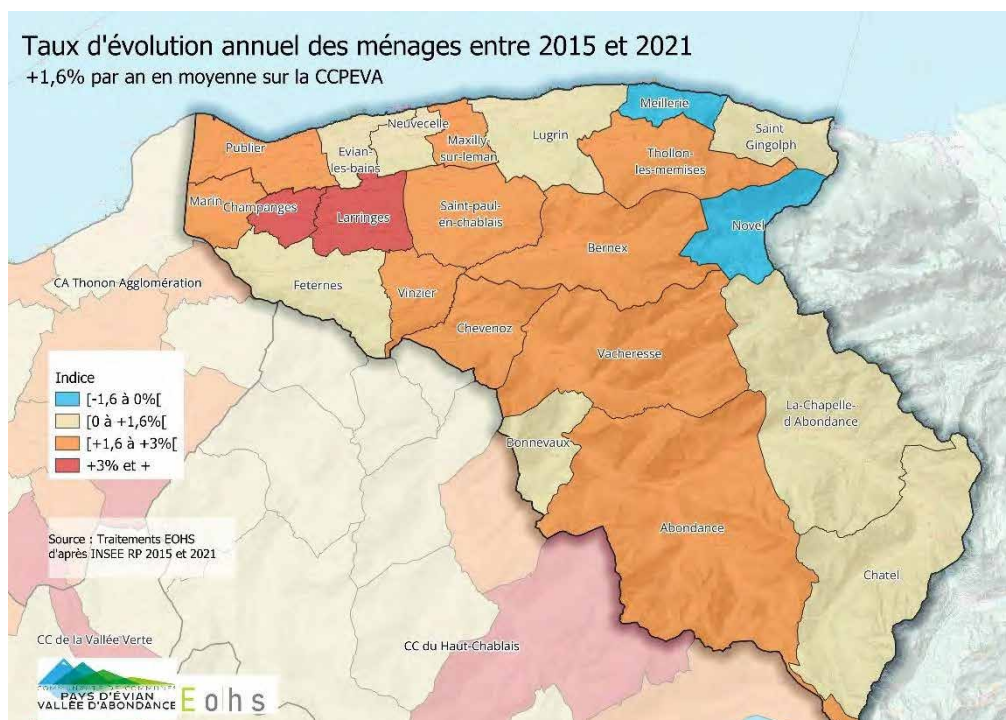 Taux d'évolution annuel des ménages entre 2015 et 2021
+1,6% par an en moyenne sur la CCPEVA
Meillerie
Neuvecelle
Publier
Evian-
les-bains
Maxilly
-sur-leman
Lugrin
Saint
Gingolph
Thollon-
les-memises
Marin
Champanges
Larringes
Saint-paul-
en-chablais
Novel
Bernex
CA Thonon Agglomération
Feternes
Vinzier
Chevenoz
Vacheresse
La-Chapelle-
d'Abondance
Bonnevaux
Abondance
Chatel
Indice
[-1,6 à 0%[
[0 à +1,6%[
[+1,6 à +3%[
+3% et +
Source : Traitements EOHS
d'après INSEE RP 2015 et 2021
CC de la Vallée Verte
CC du Haut-Chablais
PAYS D'ÉVIAN
VALLÉE D'ABONDANCE
Eohs